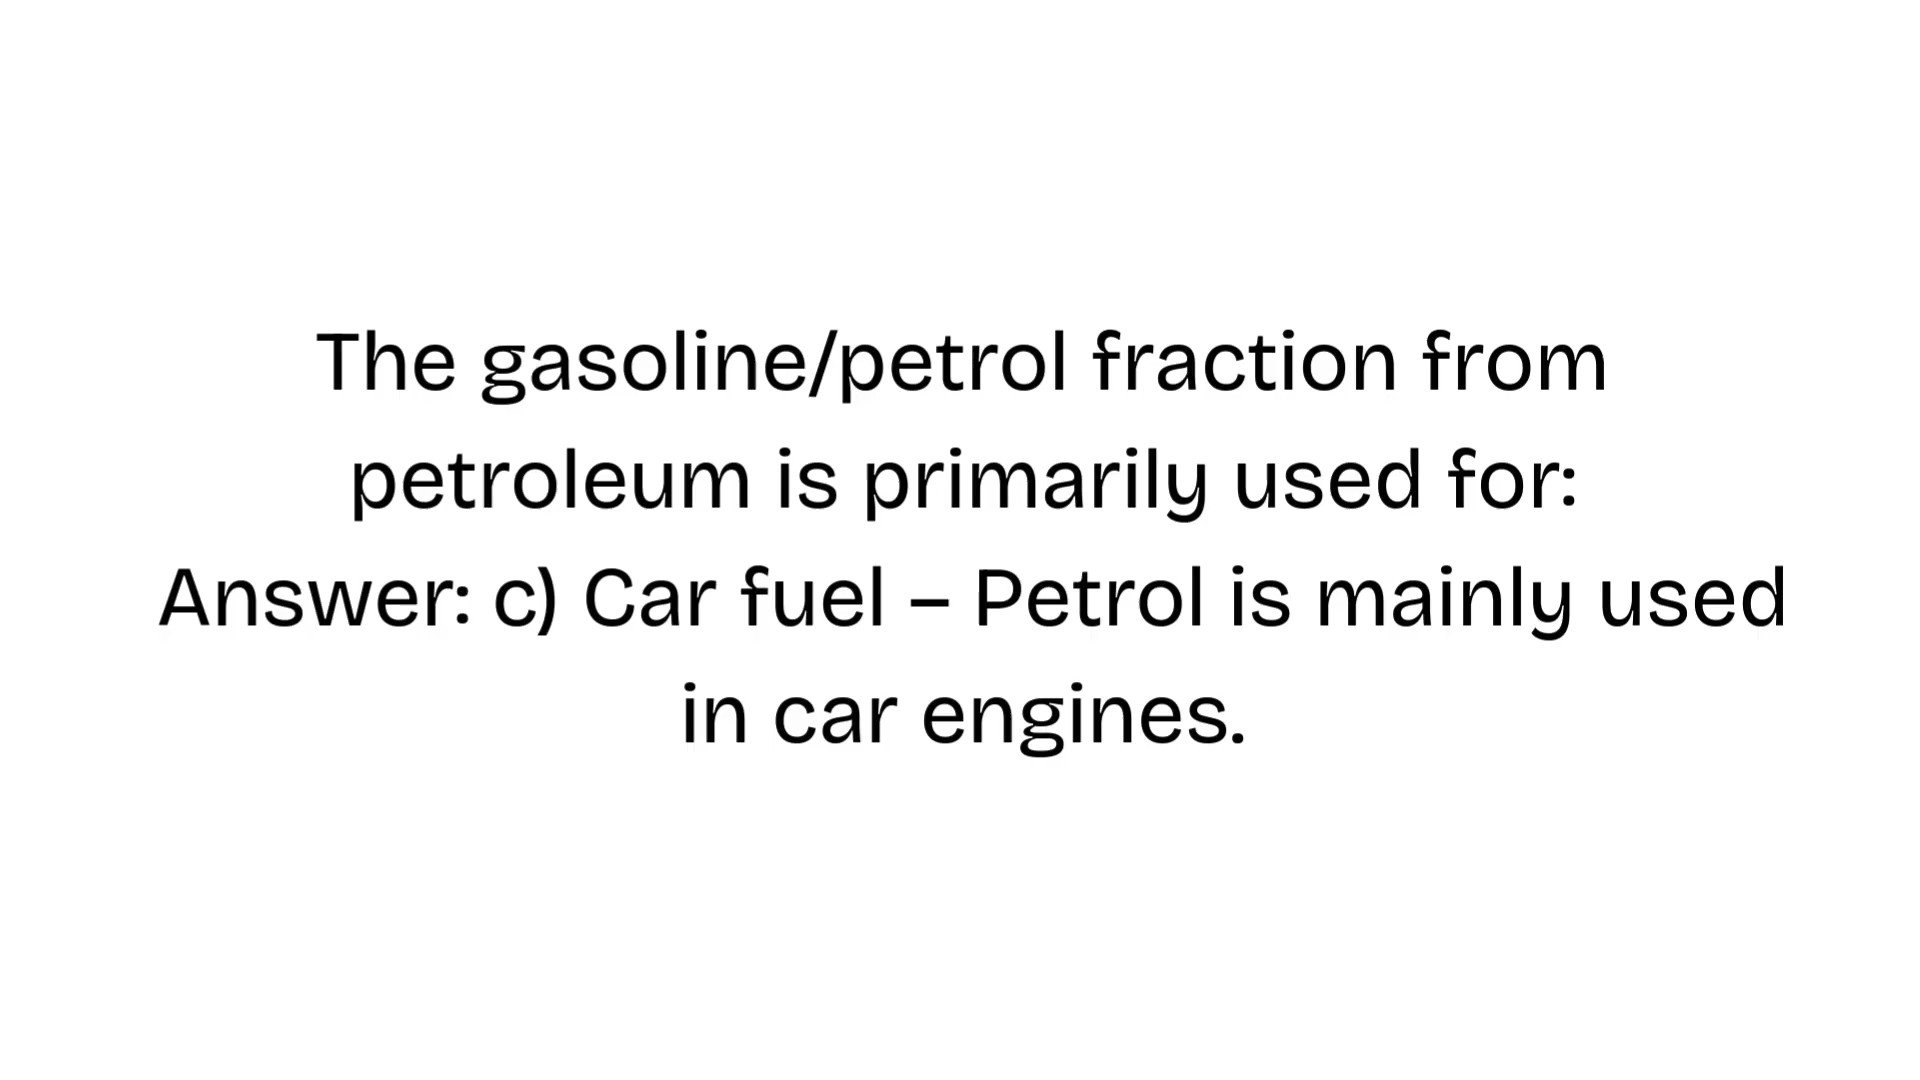 The gasoline/petrol fraction from
petroleum is primarily used for:
Answer: c) Car fuel – Petrol is mainly used
in car engines.